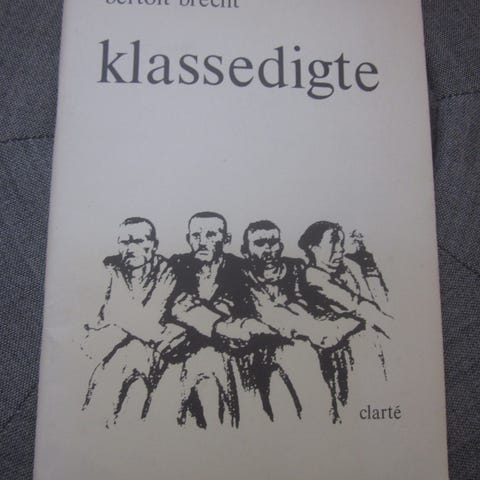 bertolt brecht
klassedigte
clarté